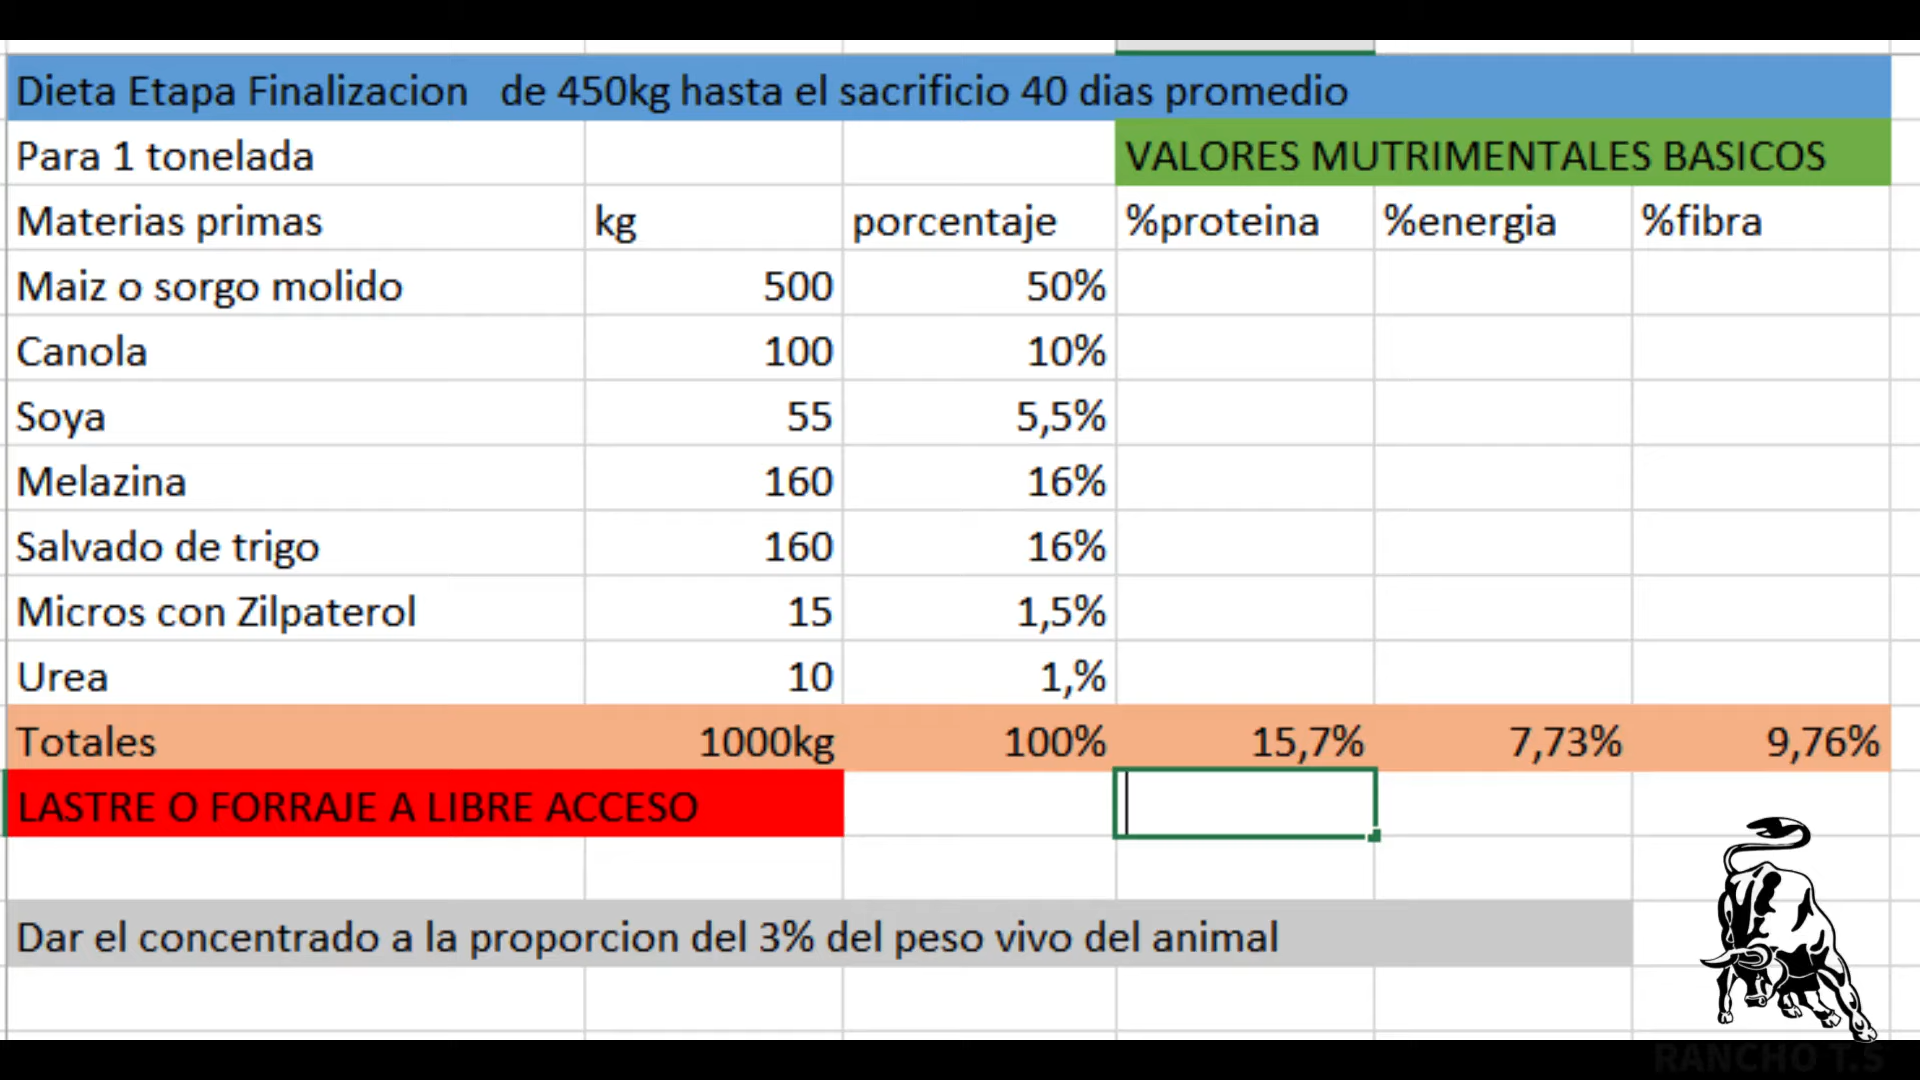 Dieta Etapa Finalizacion de 450kg hasta el sacrificio 40 dias promedio
Para 1 tonelada VALORES MUTRIMENTALES BASICOS
Materias primas kg porcentaje %proteina %energia %fibra
Maiz o sorgo molido 500 50%
Canola 100 10%
Soya 55 5,5%
Melazina 160 16%
Salvado de trigo 160 16%
Micros con Zilpaterol 15 1,5%
Urea 10 1,%
Totales 1000kg 100% 15,7% 7,73% 9,76%
LASTRE O FORRAJE A LIBRE ACCESO
Dar el concentrado a la proporcion del 3% del peso vivo del animal
RANCHO T.S